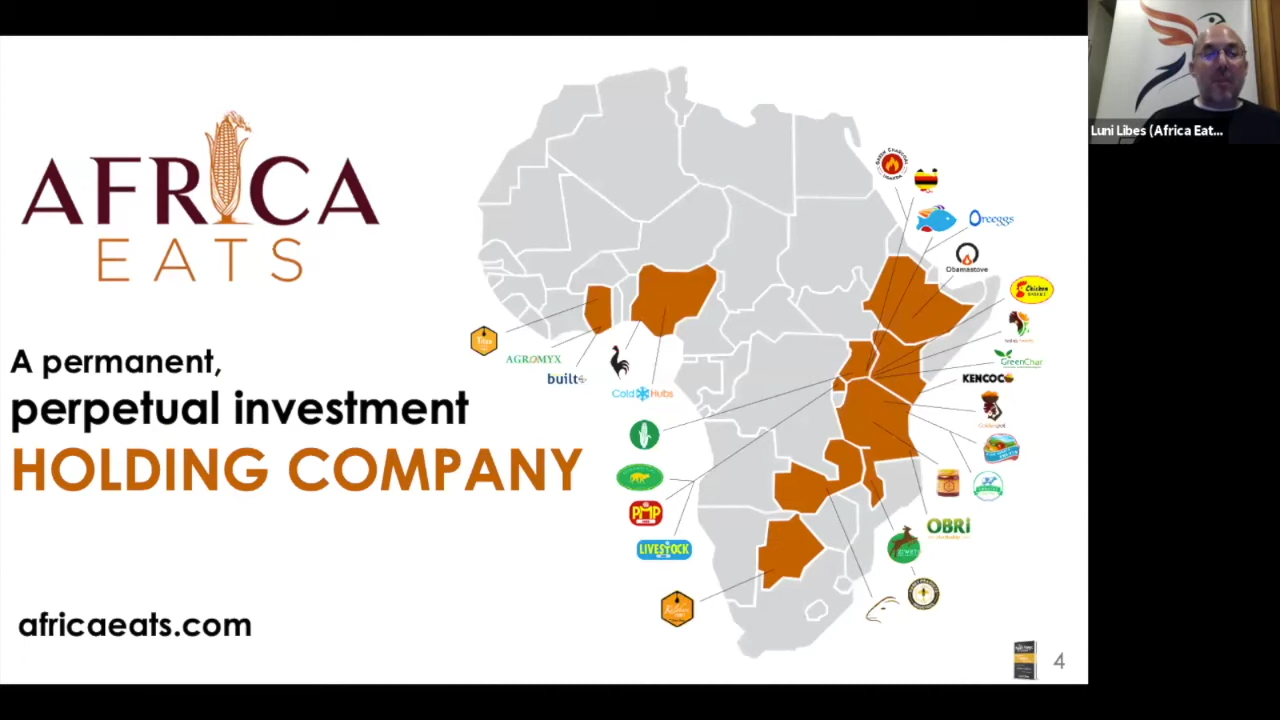 AFRICA
EATS
A permanent,
perpetual investment
HOLDING COMPANY
africaeats.com
Orceggs
Obamastove
Chicken
GreenChar
KENCOCO
AGROMYX
built
Cold Hubs
PMP
LIVESTOCK
OBRI
4
Luni Libes (Africa Eat...